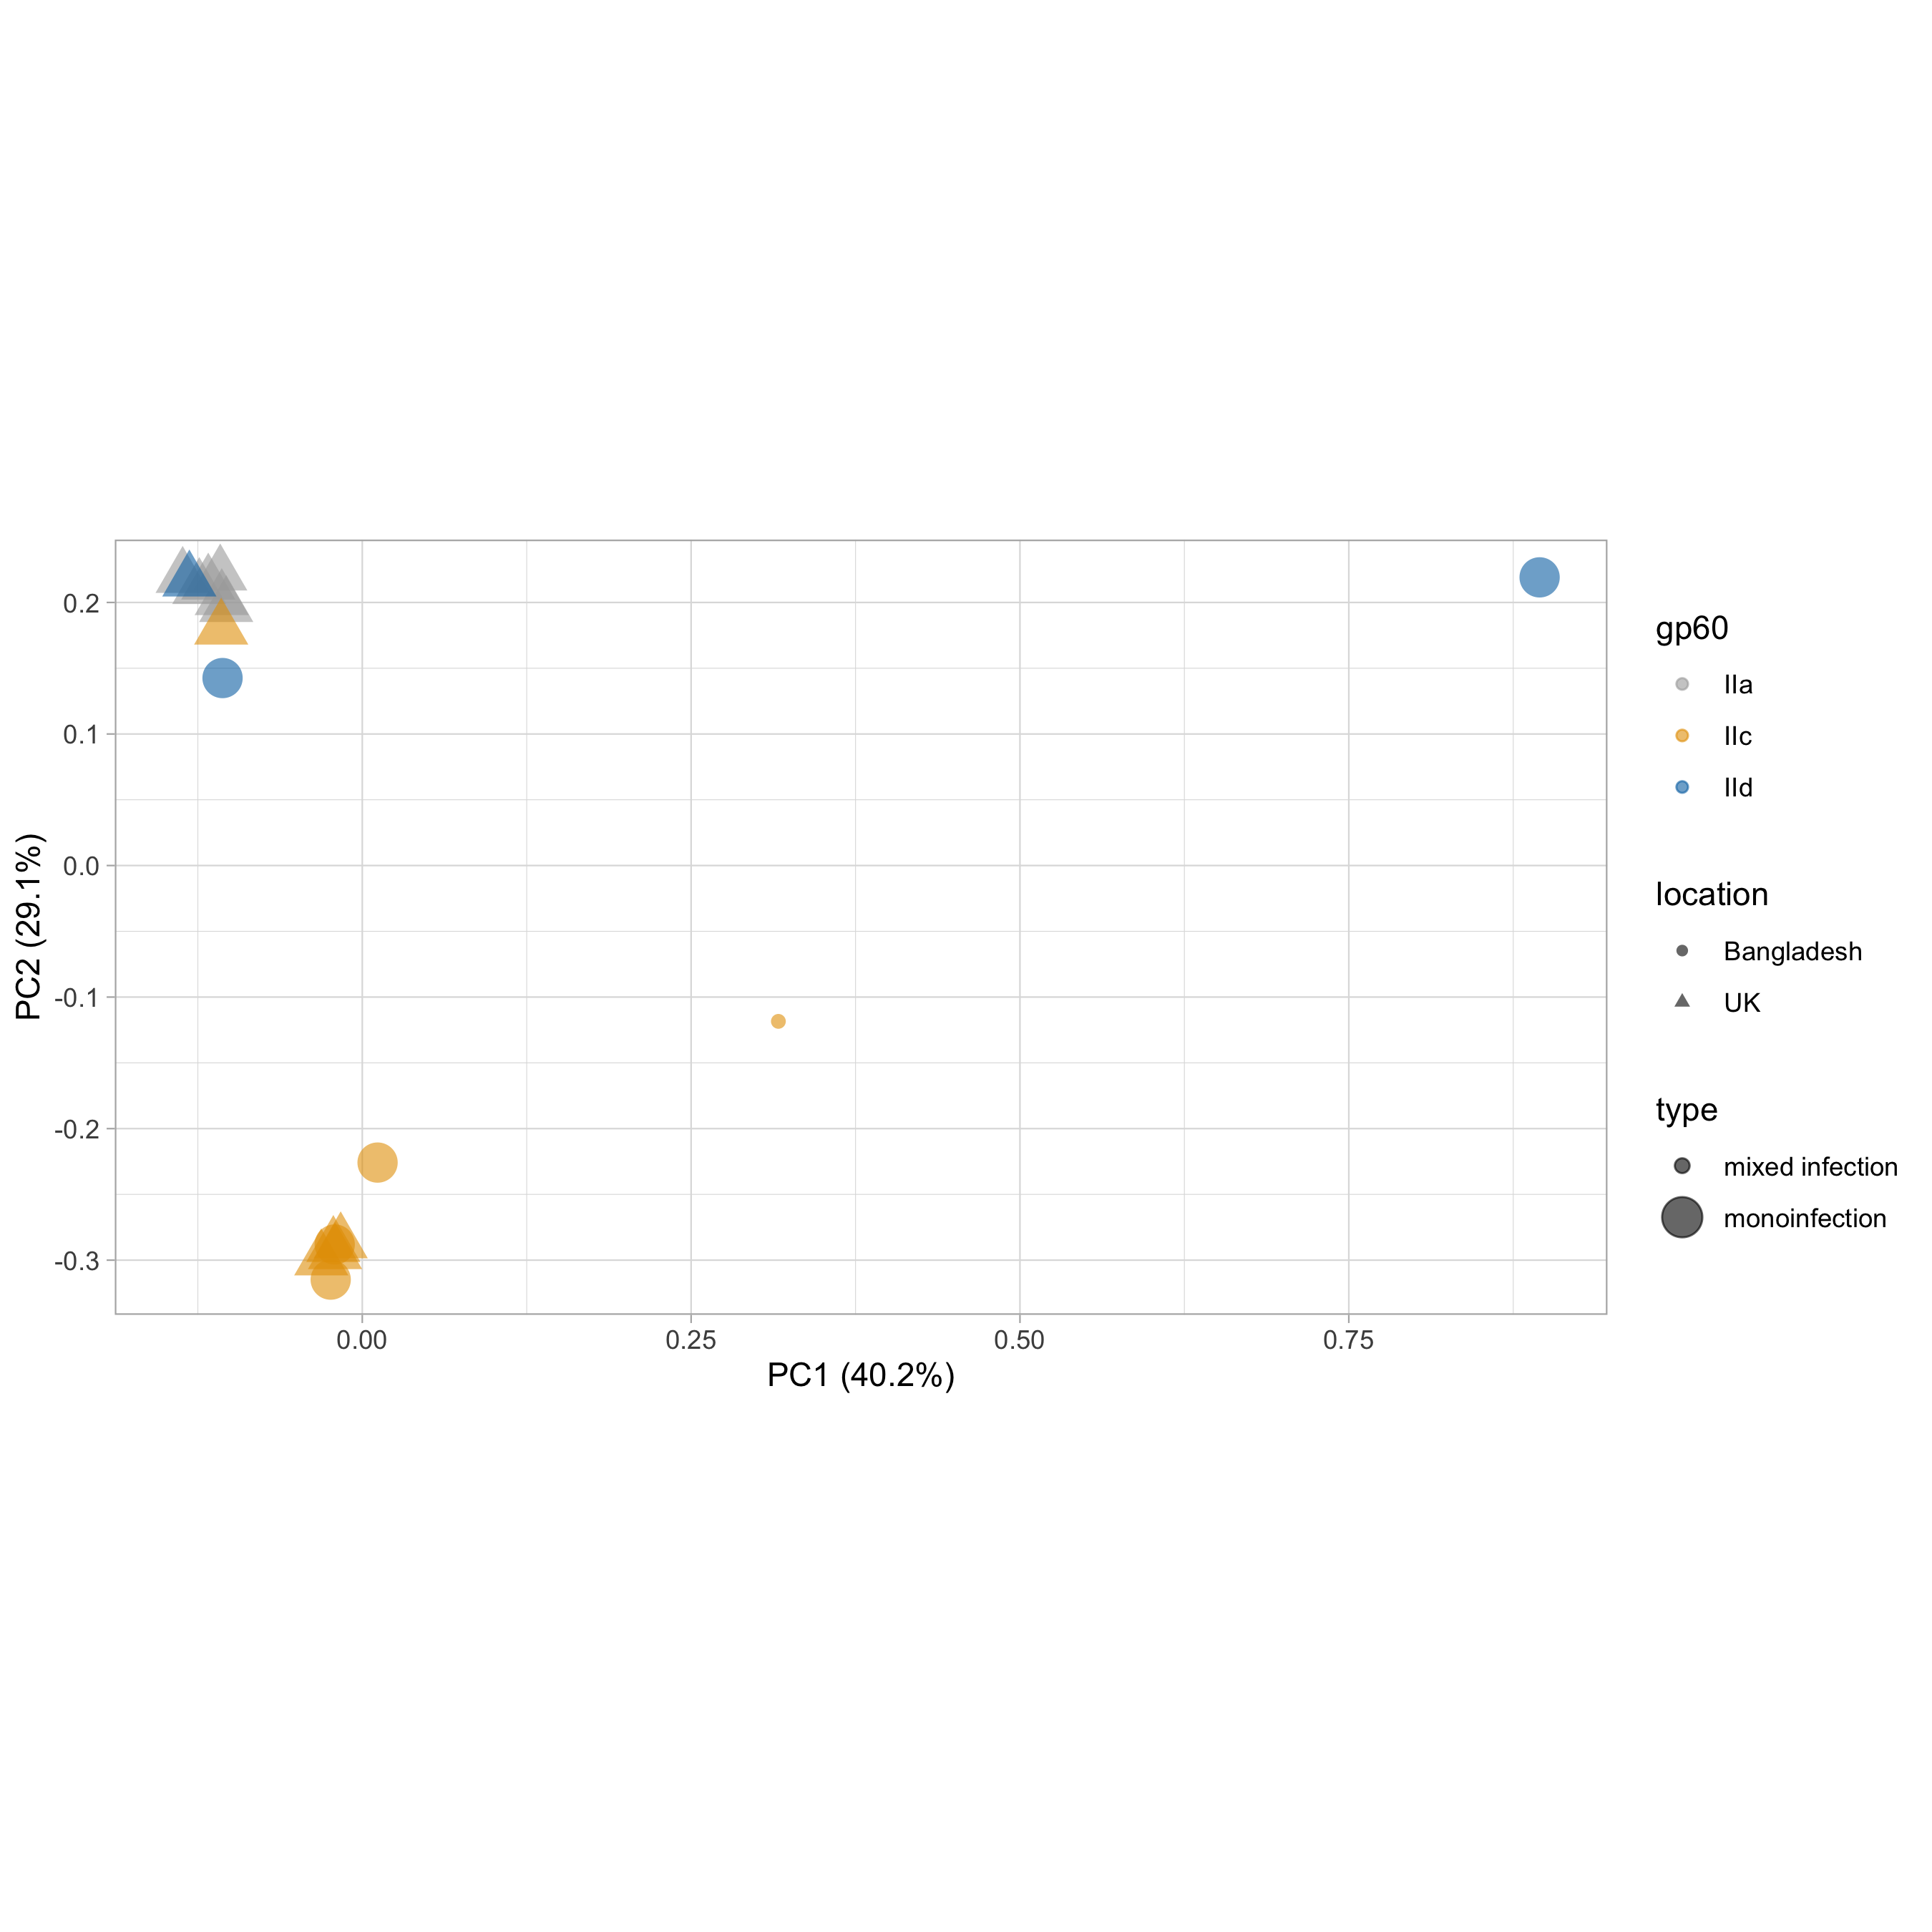 0.2
0.1
0.0
-0.1
-0.2
-0.3
PC2 (29.1%)
0.00 0.25 0.50 0.75
PC1 (40.2%)
gp60
IIa
IIc
IId
location
Bangladesh
UK
type
mixed infection
monoinfection